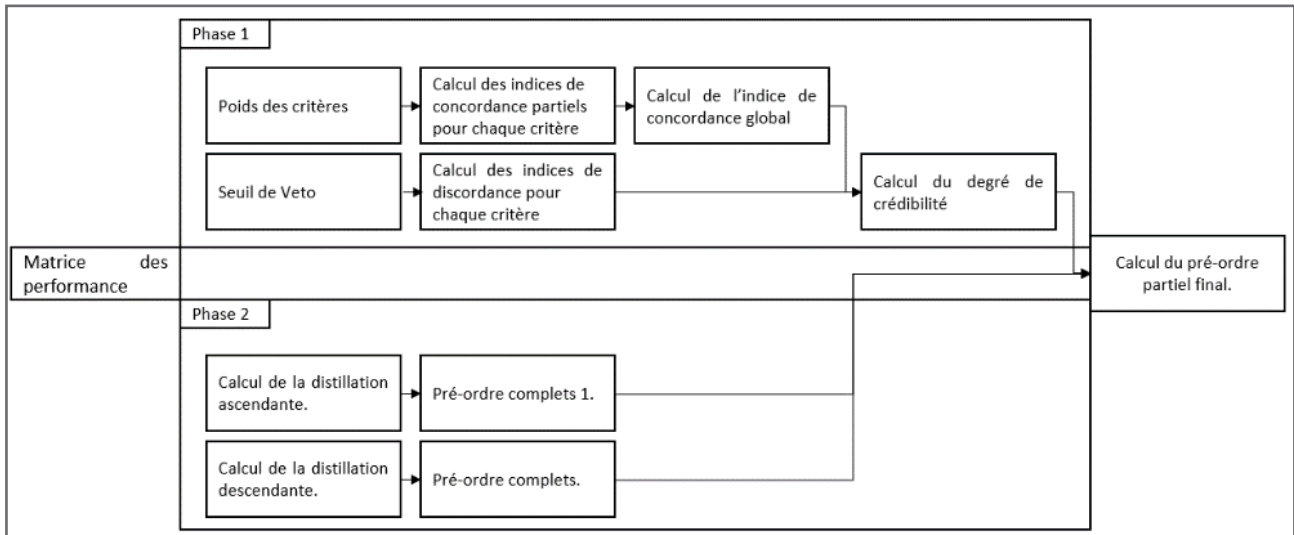 Phase 1
Poids des critères
Calcul des indices de
concordance partiels
pour chaque critère
Calcul de l'indice de
concordance global
Seuil de Veto
Calcul des indices de
discordance pour
chaque critère
Calcul du degré de
crédibilité
Matrice des
performance
Calcul du pré-ordre
partiel final.
Phase 2
Calcul de la distillation
ascendante.
Pré-ordre complets 1.
Calcul de la distillation
descendante.
Pré-ordre complets.